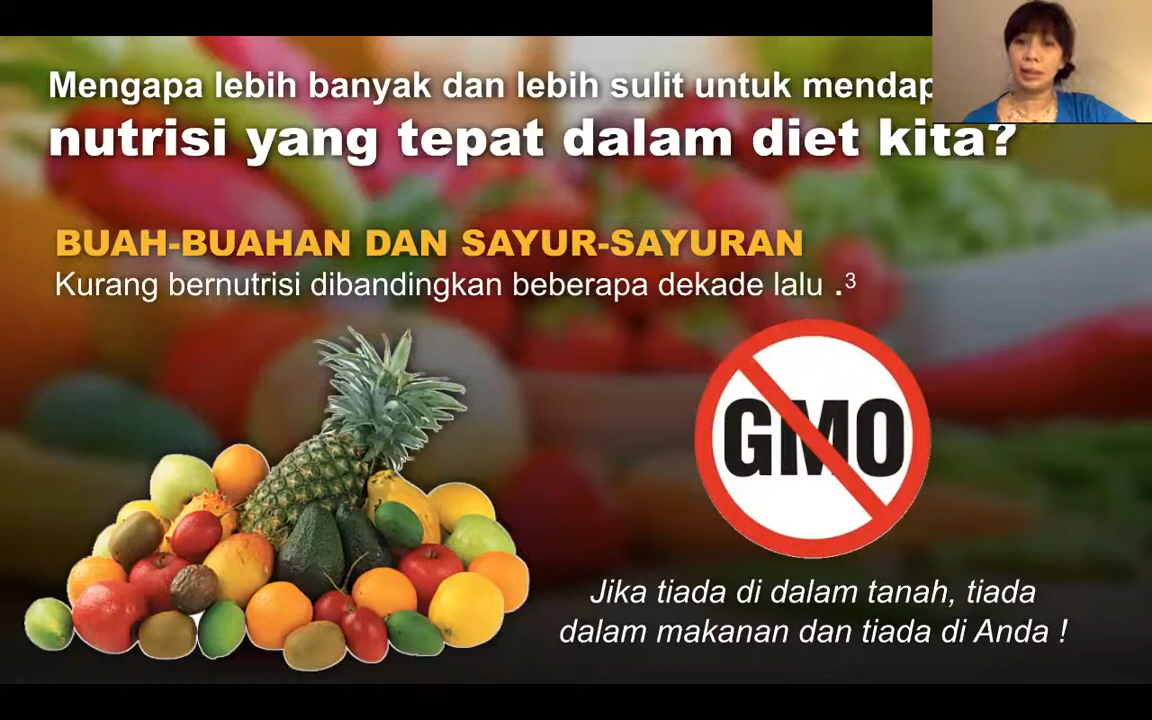 Mengapa lebih banyak dan lebih sulit untuk
nutrisi yang tepat dalam diet kita?
BUAH-BUAHAN DAN SAYUR-SAYURAN
Kurang bernutrisi dibandingkan beberapa dekade lalu .³
GMO
Jika tiada di dalam tanah, tiada
dalam makanan dan tiada di Anda !